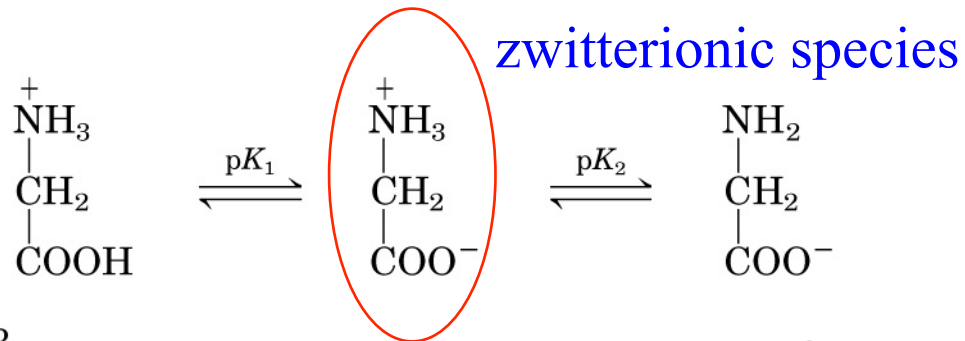 zwitterionic species
+ + 
NH₃ NH₃ NH₂
pK₁ pK₂
CH₂ CH₂ CH₂
COOH COO⁻ COO⁻